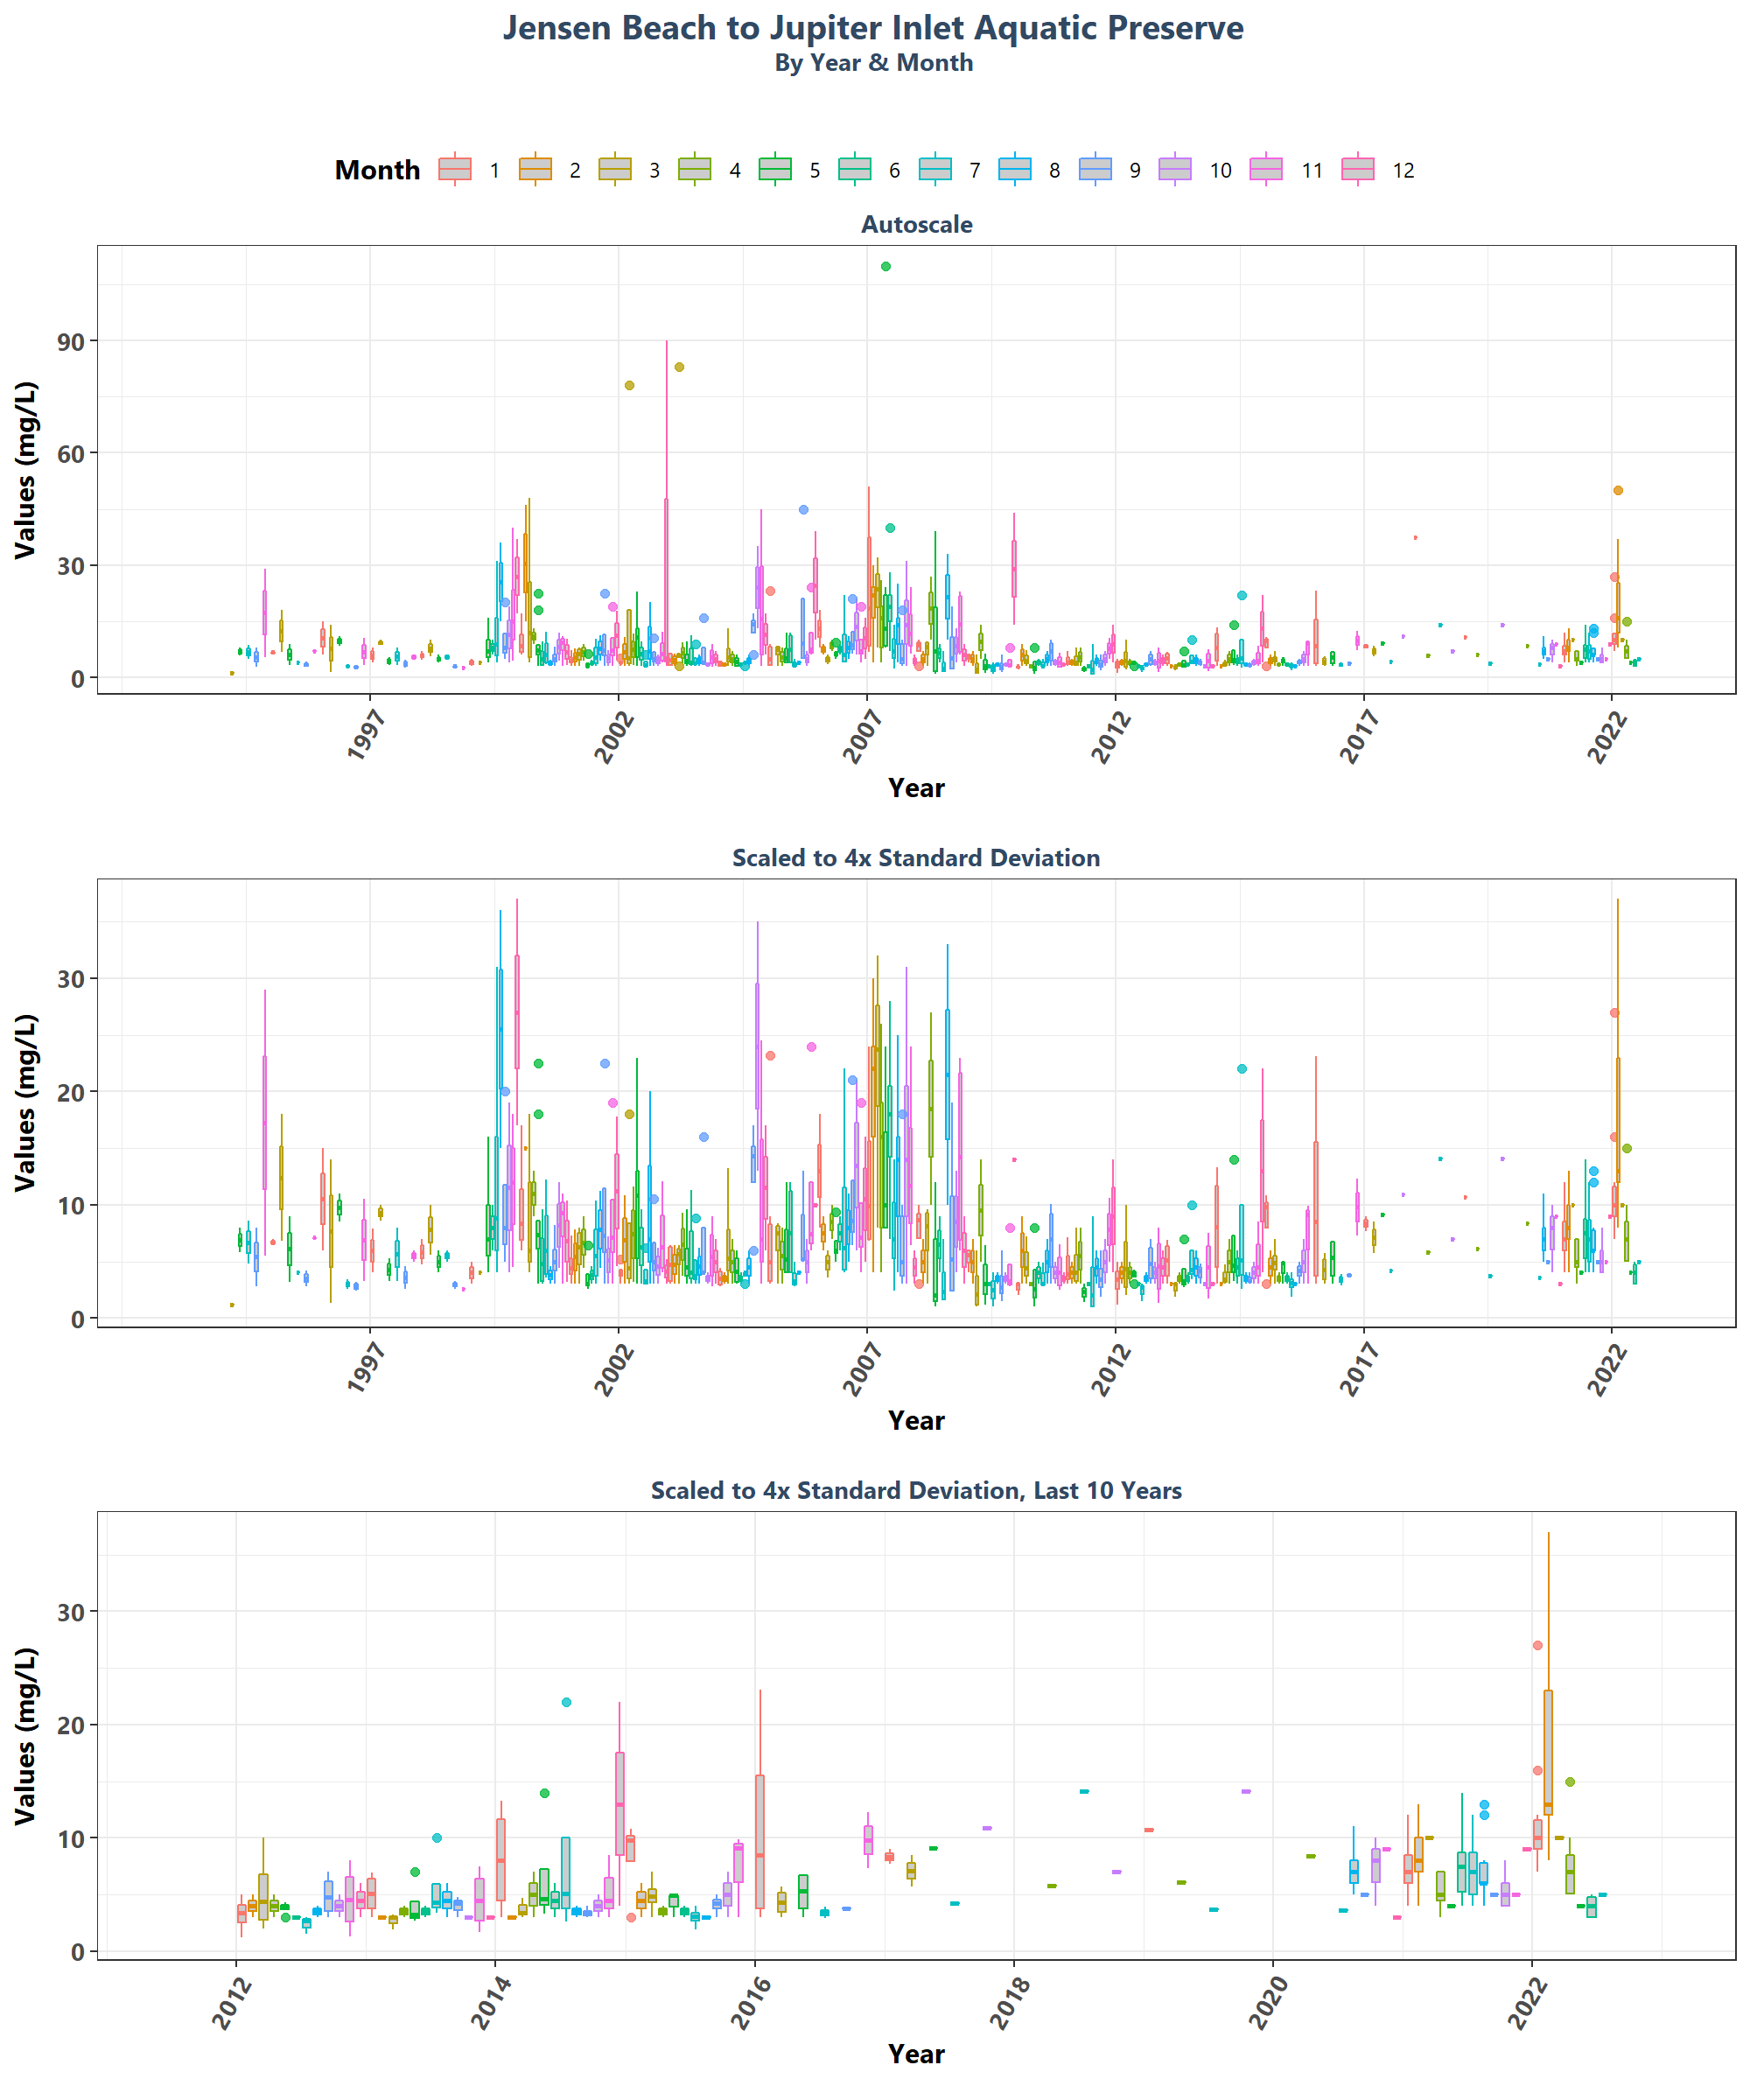 Jensen Beach to Jupiter Inlet Aquatic Preserve
By Year & Month
Month 1 2 3 4 5 6 7 8 9 10 11 12
Autoscale
Values (mg/L)
90
60
30
0
1997 2002 2007 2012 2017 2022
Year
Scaled to 4x Standard Deviation
Values (mg/L)
30
20
10
0
1997 2002 2007 2012 2017 2022
Year
Scaled to 4x Standard Deviation, Last 10 Years
Values (mg/L)
30
20
10
0
2012 2014 2016 2018 2020 2022
Year